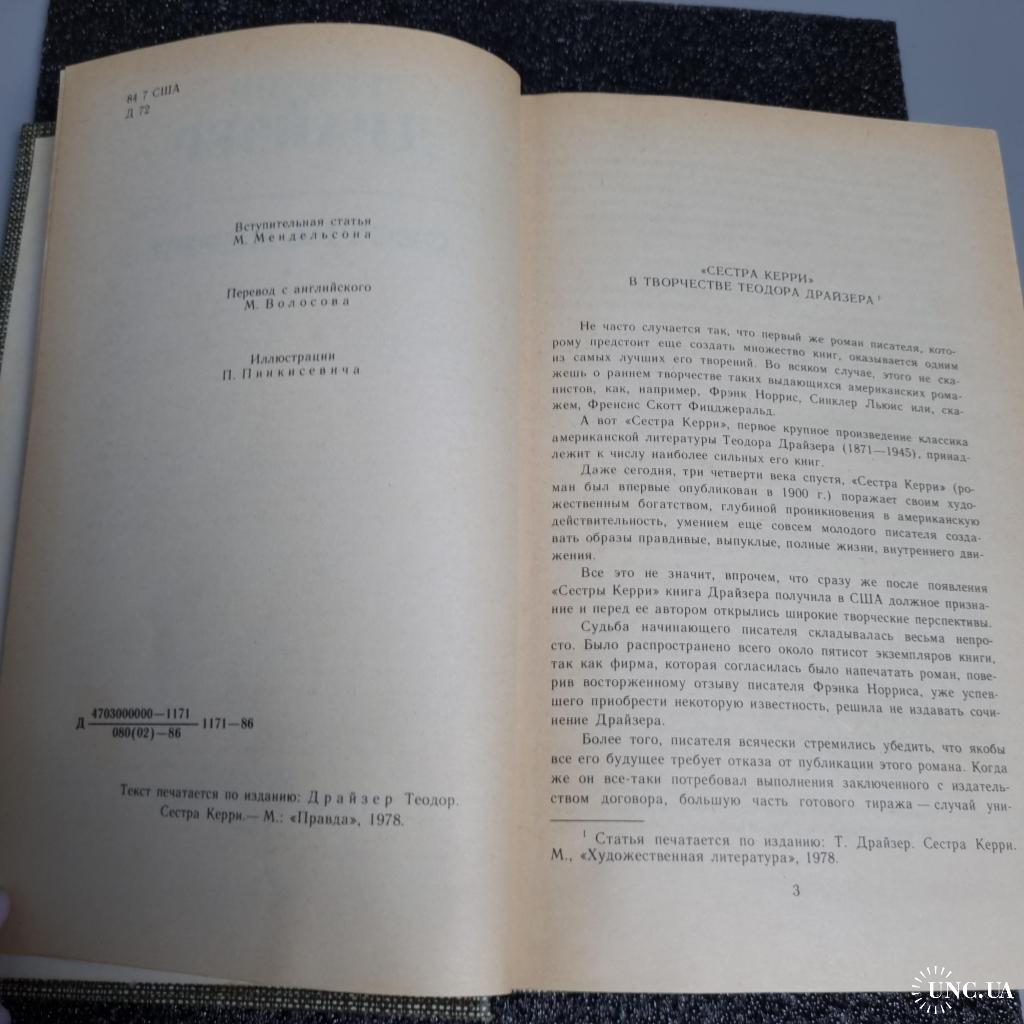 84 7 США
Д 72
Вступительная статья
М. Мендельсона
Перевод с английского
М. Волосова
Иллюстрации
П. Пинкисевича
4703000000—1171
Д 1171—86
080(02)—86
Текст печатается по изданию: Драйзер Теодор.
Сестра Керри.— М.: «Правда», 1978.
«СЕСТРА КЕРРИ»
В ТВОРЧЕСТВЕ ТЕОДОРА ДРАЙЗЕРА 1
Не часто случается так, что первый же роман писателя, кото-
рому предстоит еще создать множество книг, оказывается одним
из самых лучших его творений. Во всяком случае, этого не ска-
жешь о раннем творчестве таких выдающихся американских рома-
нистов, как, например, Фрэнк Норрис, Синклер Льюис или, ска-
жем, Френсис Скотт Фицджеральд.
А вот «Сестра Керри», первое крупное произведение классика
американской литературы Теодора Драйзера (1871—1945), принад-
лежит к числу наиболее сильных его книг.
Даже сегодня, три четверти века спустя, «Сестра Керри» (ро-
ман был впервые опубликован в 1900 г.) поражает своим худо-
жественным богатством, глубиной проникновения в американскую
действительность, умением еще совсем молодого писателя созда-
вать образы правдивые, выпуклые, полные жизни, внутреннего дви-
жения.
Все это не значит, впрочем, что сразу же после появления
«Сестры Керри» книга Драйзера получила в США должное призна-
ние и перед ее автором открылись широкие творческие перспективы.
Судьба начинающего писателя складывалась весьма непро-
сто. Было распространено всего около пятисот экземпляров книги,
так как фирма, которая согласилась было напечатать роман, пове-
рив восторженному отзыву писателя Фрэнка Норриса, уже успев-
шего приобрести некоторую известность, решила не издавать сочи-
нение Драйзера.
Более того, писателя всячески стремились убедить, что якобы
все его будущее требует отказа от публикации этого романа. Когда
же он все-таки потребовал выполнения заключенного с издатель-
ством договора, большую часть готового тиража — случай уни-
1 Статья печатается по изданию: Т. Драйзер. Сестра Керри.
М., «Художественная литература», 1978.
3
UNC.UA